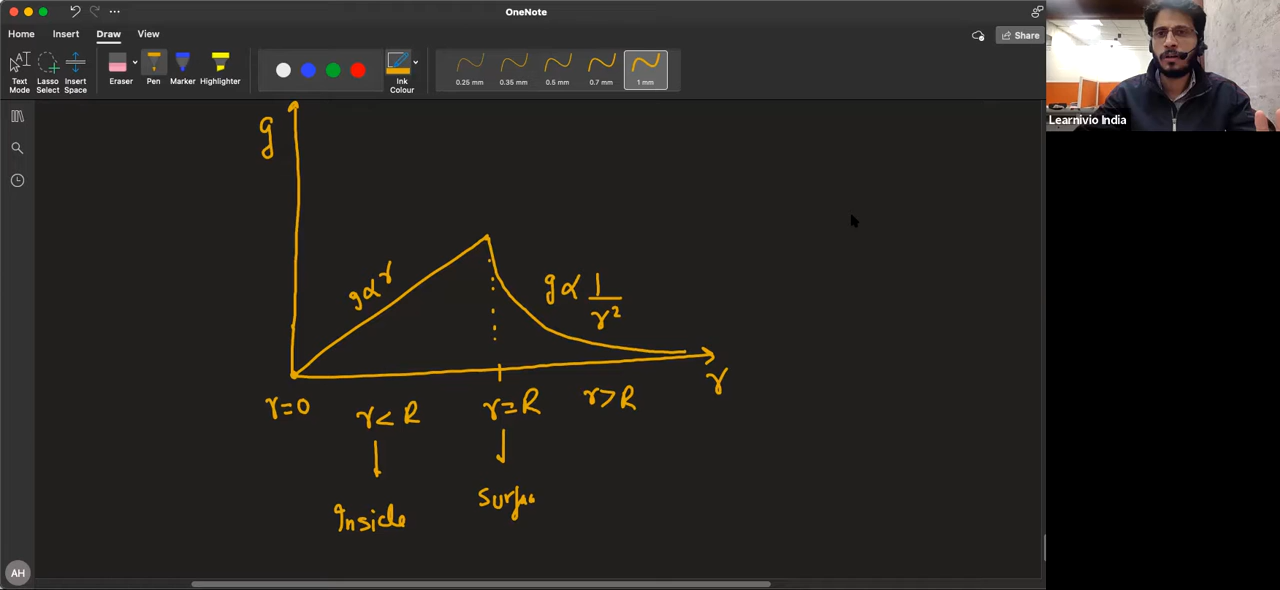 OneNote
Home Insert Draw View
Share
Text Mode
Lasso Select
Insert Space
Eraser
Pen
Marker
Highlighter
Ink Colour
0.25 mm
0.35 mm
0.5 mm
0.7 mm
1 mm
Learnivio India
g
g∝r
g∝ 1/r²
r
r=0
r<R
r=R
r>R
Inside
Surfac
AH